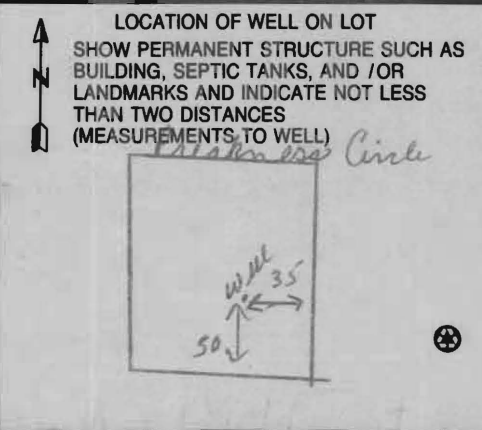 LOCATION OF WELL ON LOT
SHOW PERMANENT STRUCTURE SUCH AS
BUILDING, SEPTIC TANKS, AND /OR
LANDMARKS AND INDICATE NOT LESS
THAN TWO DISTANCES
(MEASUREMENTS TO WELL)
N
Preakness Circle
well
35
50